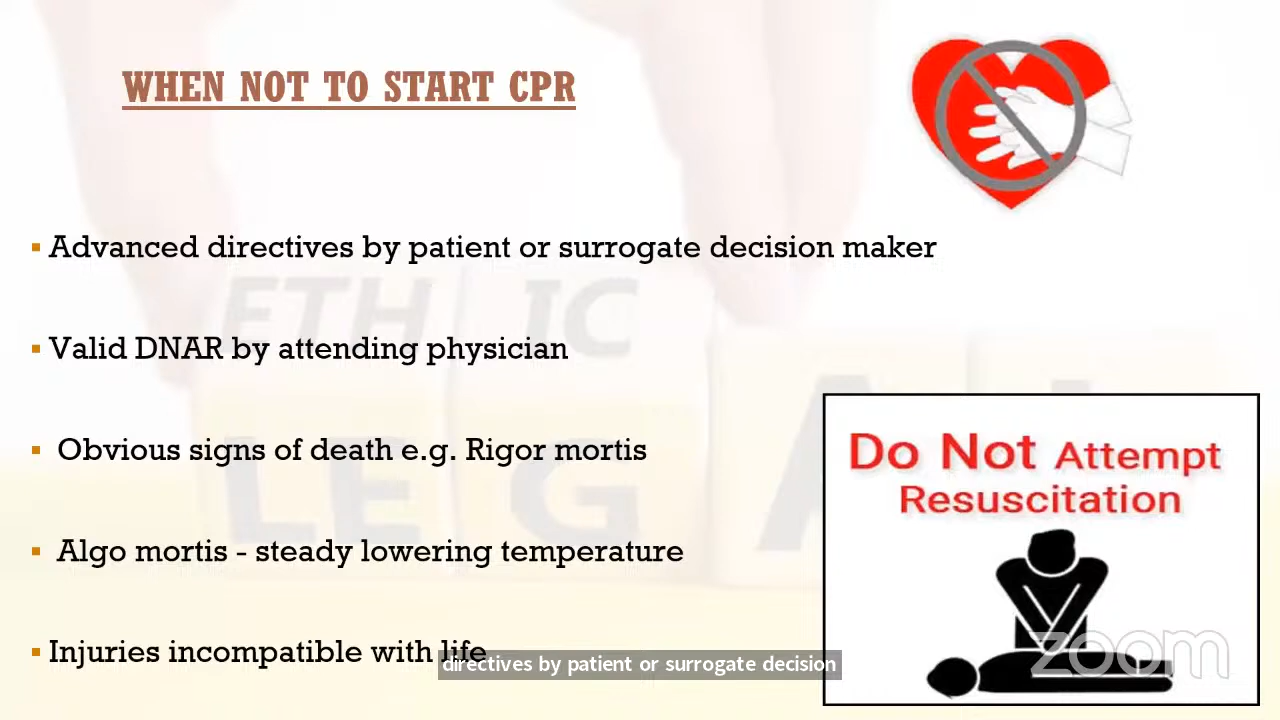 WHEN NOT TO START CPR
▪ Advanced directives by patient or surrogate decision maker
ETHIC
▪ Valid DNAR by attending physician
▪ Obvious signs of death e.g. Rigor mortis
LEGAL
▪ Algo mortis - steady lowering temperature
▪ Injuries incompatible with life
directives by patient or surrogate decision
Do Not Attempt
Resuscitation
zoom